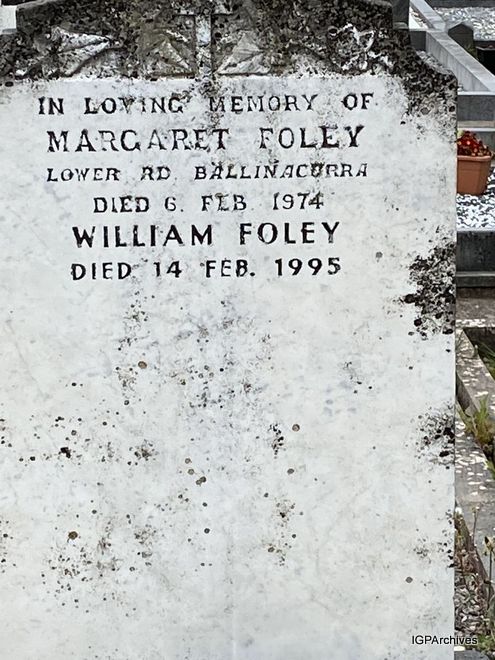 IN LOVING MEMORY OF
MARGARET FOLEY
LOWER RD BALLINACURRA
DIED 6. FEB. 1974
WILLIAM FOLEY
DIED 14 FEB. 1995
IGPArchives